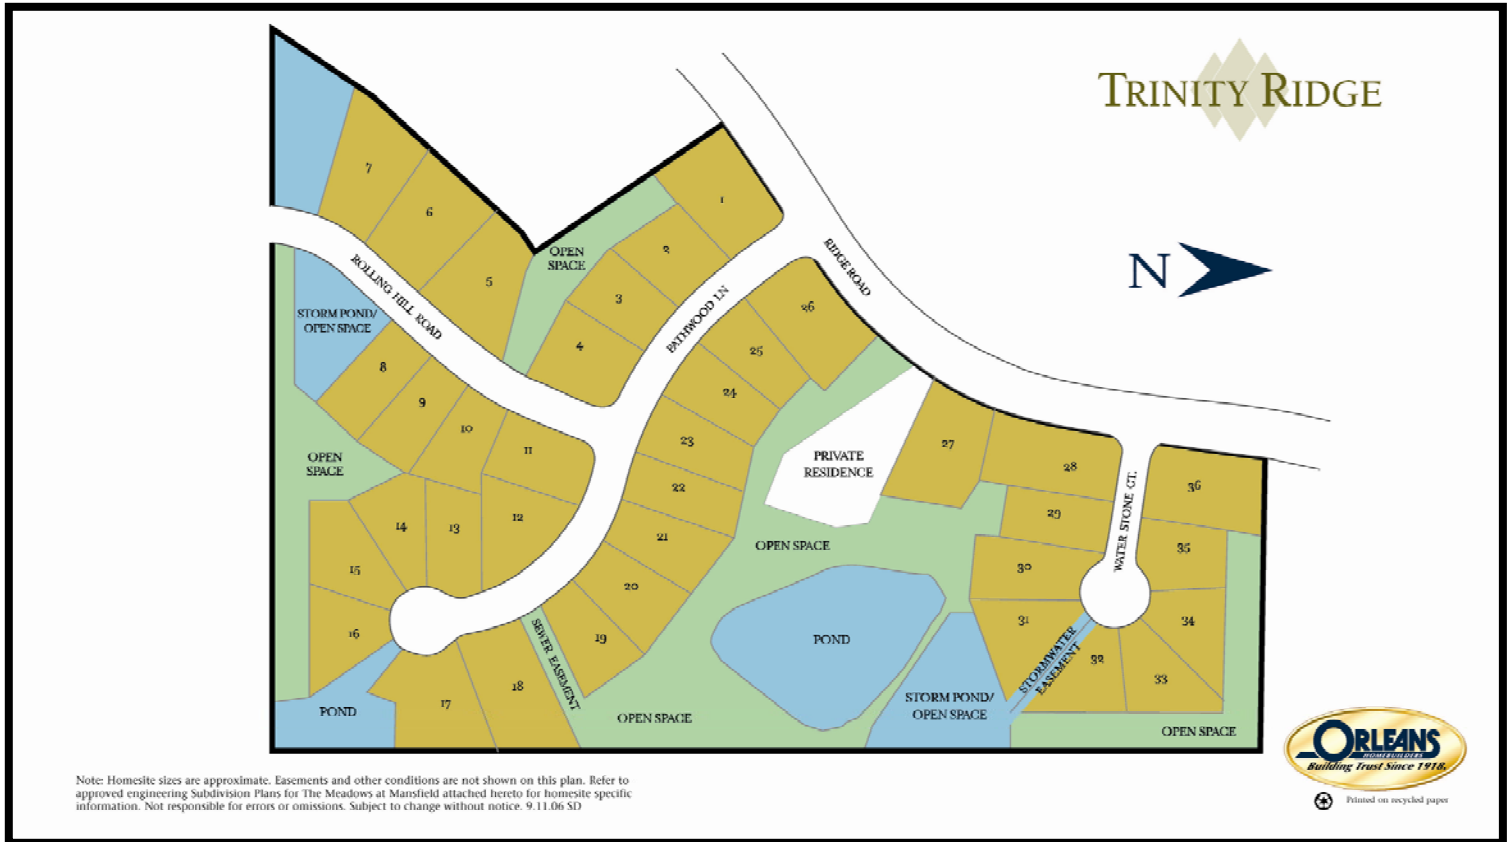 TRINITY RIDGE
7
6
5
1
2
3
4
OPEN
SPACE
RIDGE ROAD
N
ROLLING HILL ROAD
PATHWOOD LN
STORM POND/
OPEN SPACE
8
9
10
11
26
25
24
23
22
21
20
19
PRIVATE
RESIDENCE
27
28
29
30
31
32
33
34
35
36
WATER STONE CT.
OPEN
SPACE
14
13
12
15
16
17
18
SEWER EASEMENT
OPEN SPACE
POND
STORMWATER
EASEMENT
STORM POND/
OPEN SPACE
POND
OPEN SPACE
OPEN SPACE
ORLEANS
HOMEBUILDERS
Building Trust Since 1918.
Printed on recycled paper
Note: Homesite sizes are approximate. Easements and other conditions are not shown on this plan. Refer to
approved engineering Subdivision Plans for The Meadows at Mansfield attached hereto for homesite specific
information. Not responsible for errors or omissions. Subject to change without notice. 9.11.06 SD